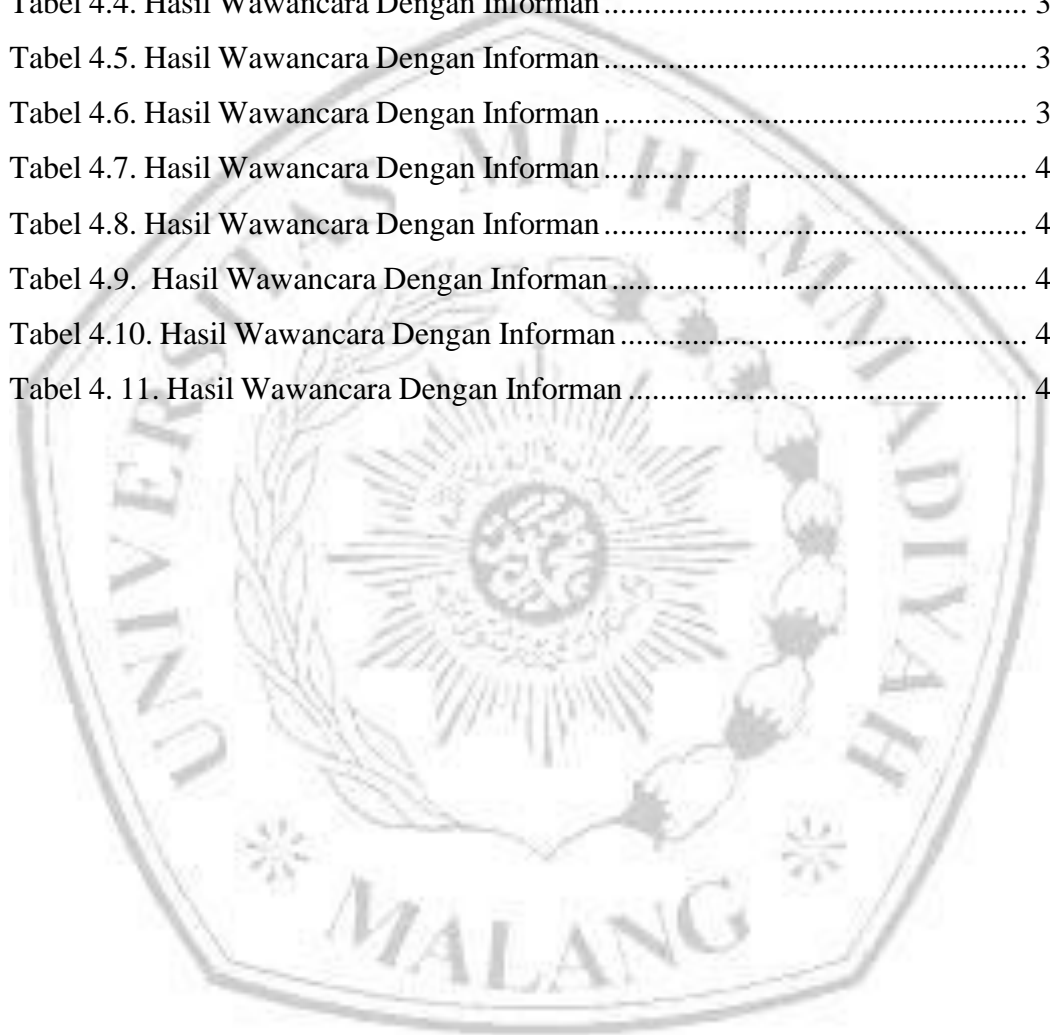 Tabel 4.4. Hasil Wawancara Dengan Informan ........................................................ 3
Tabel 4.5. Hasil Wawancara Dengan Informan ........................................................ 3
Tabel 4.6. Hasil Wawancara Dengan Informan ........................................................ 3
Tabel 4.7. Hasil Wawancara Dengan Informan ........................................................ 4
Tabel 4.8. Hasil Wawancara Dengan Informan ........................................................ 4
Tabel 4.9.  Hasil Wawancara Dengan Informan ....................................................... 4
Tabel 4.10. Hasil Wawancara Dengan Informan ...................................................... 4
Tabel 4. 11. Hasil Wawancara Dengan Informan ..................................................... 4
UNIVERSITAS MUHAMMADIYAH
MALANG